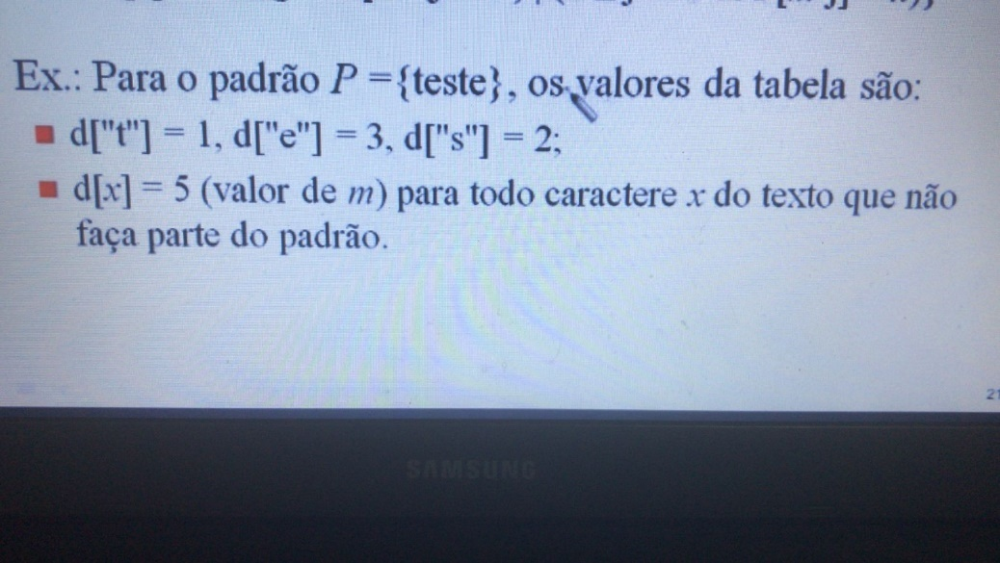 Ex.: Para o padrão P ={teste}, os valores da tabela são:
d["t"] = 1, d["e"] = 3, d["s"] = 2;
d[x] = 5 (valor de m) para todo caractere x do texto que não
faça parte do padrão.
21
SAMSUNG